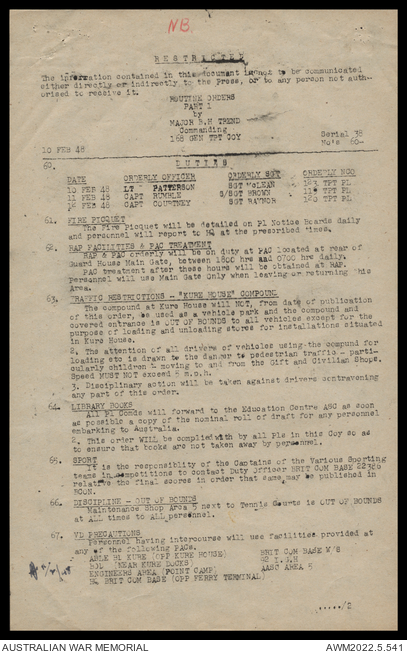 NB
RESTRICTED
The information contained in this document is not to be communicated
either directly or indirectly to the Press, or to any person not auth-
orised to receive it.
ROUTINE ORDERS
PART 1
by
MAJOR B.H TREND
Commanding
168 GEN TPT COY
Serial 38
No's 60-
10 FEB 48
60. DUTIES
DATE ORDERLY OFFICER ORDERLY SGT ORDERLY NCO
10 FEB 48 LT PATTERSON SGT McLEAN TPT PL
11 FEB 48 CAPT RUMBLE S/SGT BROWN TPT PL
12 FEB 48 CAPT COURTNEY SGT RAYNOR TPT PL
61. FIRE PICQUET
The Fire Picquet will be detailed on Pl Notice Boards daily
and personnel will report to HQ at the prescribed times.
62. RAP FACILITIES & PAC TREATMENT
RAP & PAC orderly will be on duty at PAC located at rear of
Guard House Main Gate, between 1800 hrs and 0700 hrs daily.
PAC treatment after these hours will be obtained at RAP.
Personnel will use Main Gate Only when leaving or returning this
Area.
63. TRAFFIC RESTRICTIONS - "KURE HOUSE" COMPOUND
The compound at Kure House will NOT, from date of publication
of this order, be used as a vehicle park and the compound and
covered entrance is OUT OF BOUNDS to all vehicles except for the
purpose of loading and unloading stores for installations situated
in Kure House.
2. The attention of all drivers of vehicles using the compund for
loading etc is drawn to the danger to pedestrian traffic - parti-
cularly children - moving to and from the Gift and Civilian Shops.
Speed MUST NOT exceed 5 m.p.h.
3. Disciplinary action will be taken against drivers contravening
any part of this order.
64. LIBRARY BOOKS
All Pl Comds will forward to the Education Centre ASC as soon
as possible a copy of the nominal roll of draft for any personnel
embarking to Australia.
2. This order WILL be complied with by all Pls in this Coy so as
to ensure that books are not taken away by personnel.
SPORT
It is the responsiblity of the Captains of the Various Sporting
teams in competitions to contact Duty Officer BRIT COM BASE 22386
relative the final scores in order that same may be published in
BCON.
66. DISCIPLINE - OUT OF BOUNDS
Maintenance Shop Area 5 next to Tennis Courts is OUT OF BOUNDS
at ALL times to ALL personnel.
67. VD PRECAUTIONS
Personnel having intercourse will use facilities provided at
any of the following PACs.
ABLE B1 KURE (OPP KURE HOUSE) BRIT COM BASE W/S
(NEAR KURE DOCKS)
ENGINEERS AREA (POINT CAMP) AASC AREA 5
HQ BRIT COM BASE (OPP FERRY TERMINAL)
....../2
AUSTRALIAN WAR MEMORIAL
AWM2022.5.541